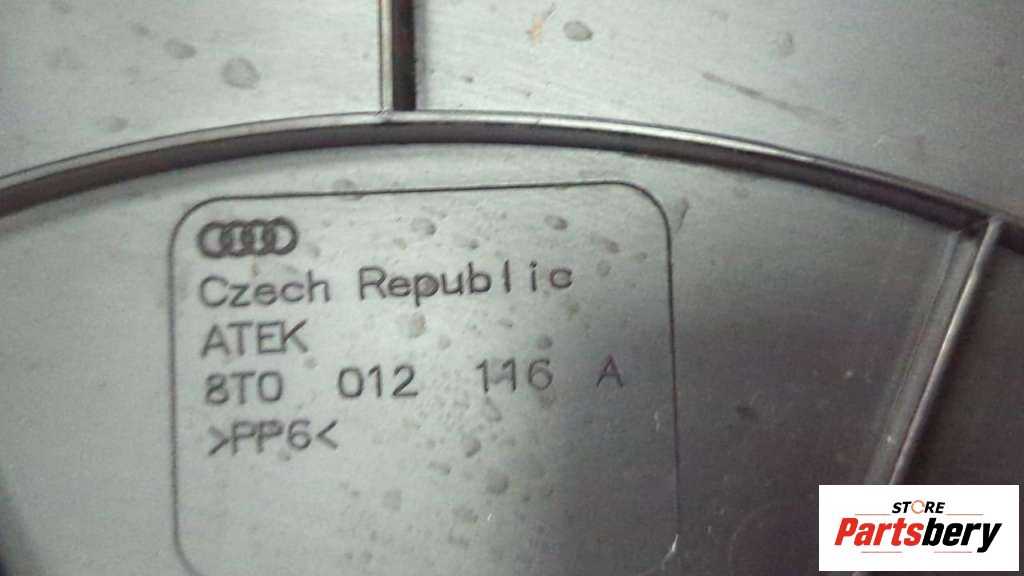 Czech Republic
ATEK
8T0 012 116 A
>PP6<
STORE
Partsbery